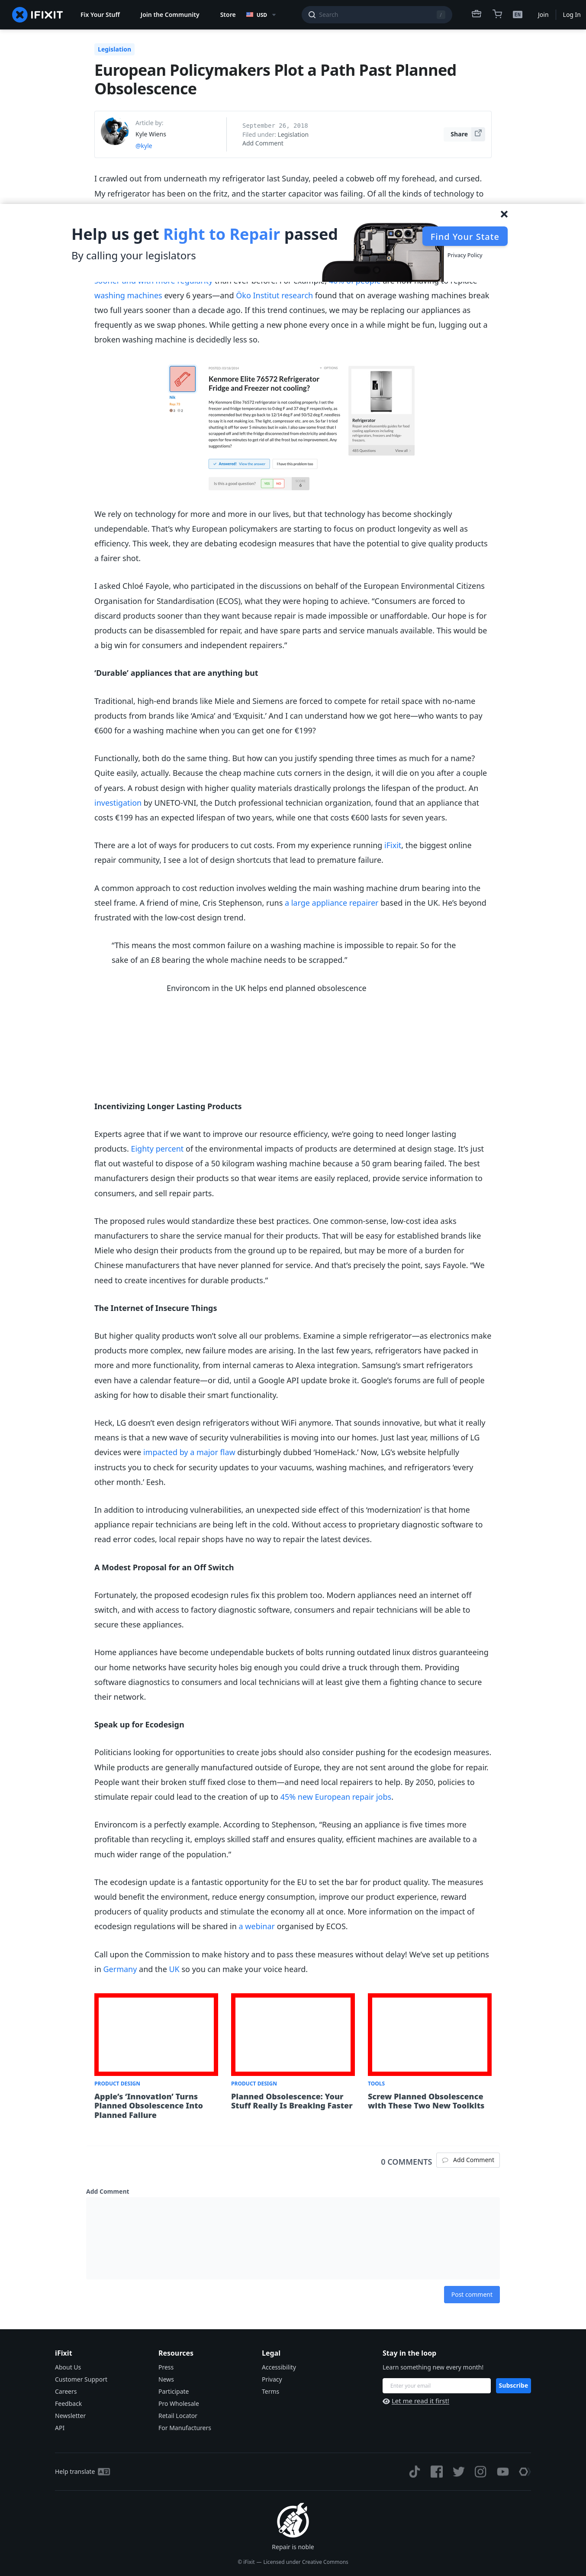 IFIXIT
Fix Your Stuff
Join the Community
Store
USD
Search
/
EN
Join
Log In
Legislation
European Policymakers Plot a Path Past Planned
Obsolescence
Article by:
Kyle Wiens
@kyle
September 26, 2018
Filed under: Legislation
Add Comment
Share
I crawled out from underneath my refrigerator last Sunday, peeled a cobweb off my forehead, and cursed.
My refrigerator has been on the fritz, and the starter capacitor was failing. Of all the kinds of technology to
Help us get Right to Repair passed
By calling your legislators
Find Your State
Privacy Policy
sooner and with more regularity than ever before. For example, 40% of people are now having to replace
washing machines every 6 years—and Öko Institut research found that on average washing machines break
two full years sooner than a decade ago. If this trend continues, we may be replacing our appliances as
frequently as we swap phones. While getting a new phone every once in a while might be fun, lugging out a
broken washing machine is decidedly less so.
Kenmore Elite 76572 Refrigerator
Fridge and Freezer not cooling?
Refrigerator
Answered! View the answer
I have this problem too
Is this a good question?
View all
We rely on technology for more and more in our lives, but that technology has become shockingly
undependable. That's why European policymakers are starting to focus on product longevity as well as
efficiency. This week, they are debating ecodesign measures that have the potential to give quality products
a fairer shot.
I asked Chloé Fayole, who participated in the discussions on behalf of the European Environmental Citizens
Organisation for Standardisation (ECOS), what they were hoping to achieve. "Consumers are forced to
discard products sooner than they want because repair is made impossible or unaffordable. Our hope is for
products can be disassembled for repair, and have spare parts and service manuals available. This would be
a big win for consumers and independent repairers."
'Durable' appliances that are anything but
Traditional, high-end brands like Miele and Siemens are forced to compete for retail space with no-name
products from brands like 'Amica' and 'Exquisit.' And I can understand how we got here—who wants to pay
€600 for a washing machine when you can get one for €199?
Functionally, both do the same thing. But how can you justify spending three times as much for a name?
Quite easily, actually. Because the cheap machine cuts corners in the design, it will die on you after a couple
of years. A robust design with higher quality materials drastically prolongs the lifespan of the product. An
investigation by UNETO-VNI, the Dutch professional technician organization, found that an appliance that
costs €199 has an expected lifespan of two years, while one that costs €600 lasts for seven years.
There are a lot of ways for producers to cut costs. From my experience running iFixit, the biggest online
repair community, I see a lot of design shortcuts that lead to premature failure.
A common approach to cost reduction involves welding the main washing machine drum bearing into the
steel frame. A friend of mine, Cris Stephenson, runs a large appliance repairer based in the UK. He's beyond
frustrated with the low-cost design trend.
"This means the most common failure on a washing machine is impossible to repair. So for the
sake of an £8 bearing the whole machine needs to be scrapped."
Environcom in the UK helps end planned obsolescence
Incentivizing Longer Lasting Products
Experts agree that if we want to improve our resource efficiency, we're going to need longer lasting
products. Eighty percent of the environmental impacts of products are determined at design stage. It's just
flat out wasteful to dispose of a 50 kilogram washing machine because a 50 gram bearing failed. The best
manufacturers design their products so that wear items are easily replaced, provide service information to
consumers, and sell repair parts.
The proposed rules would standardize these best practices. One common-sense, low-cost idea asks
manufacturers to share the service manual for their products. That will be easy for established brands like
Miele who design their products from the ground up to be repaired, but may be more of a burden for
Chinese manufacturers that have never planned for service. And that's precisely the point, says Fayole. "We
need to create incentives for durable products."
The Internet of Insecure Things
But higher quality products won't solve all our problems. Examine a simple refrigerator—as electronics make
products more complex, new failure modes are arising. In the last few years, refrigerators have packed in
more and more functionality, from internal cameras to Alexa integration. Samsung's smart refrigerators
even have a calendar feature—or did, until a Google API update broke it. Google's forums are full of people
asking for how to disable their smart functionality.
Heck, LG doesn't even design refrigerators without WiFi anymore. That sounds innovative, but what it really
means is that a new wave of security vulnerabilities is moving into our homes. Just last year, millions of LG
devices were impacted by a major flaw disturbingly dubbed 'HomeHack.' Now, LG's website helpfully
instructs you to check for security updates to your vacuums, washing machines, and refrigerators 'every
other month.' Eesh.
In addition to introducing vulnerabilities, an unexpected side effect of this 'modernization' is that home
appliance repair technicians are being left in the cold. Without access to proprietary diagnostic software to
read error codes, local repair shops have no way to repair the latest devices.
A Modest Proposal for an Off Switch
Fortunately, the proposed ecodesign rules fix this problem too. Modern appliances need an internet off
switch, and with access to factory diagnostic software, consumers and repair technicians will be able to
secure these appliances.
Home appliances have become undependable buckets of bolts running outdated linux distros guaranteeing
our home networks have security holes big enough you could drive a truck through them. Providing
software diagnostics to consumers and local technicians will at least give them a fighting chance to secure
their network.
Speak up for Ecodesign
Politicians looking for opportunities to create jobs should also consider pushing for the ecodesign measures.
While products are generally manufactured outside of Europe, they are not sent around the globe for repair.
People want their broken stuff fixed close to them—and need local repairers to help. By 2050, policies to
stimulate repair could lead to the creation of up to 45% new European repair jobs.
Environcom is a perfectly example. According to Stephenson, "Reusing an appliance is five times more
profitable than recycling it, employs skilled staff and ensures quality, efficient machines are available to a
much wider range of the population."
The ecodesign update is a fantastic opportunity for the EU to set the bar for product quality. The measures
would benefit the environment, reduce energy consumption, improve our product experience, reward
producers of quality products and stimulate the economy all at once. More information on the impact of
ecodesign regulations will be shared in a webinar organised by ECOS.
Call upon the Commission to make history and to pass these measures without delay! We've set up petitions
in Germany and the UK so you can make your voice heard.
PRODUCT DESIGN
Apple's 'Innovation' Turns
Planned Obsolescence Into
Planned Failure
PRODUCT DESIGN
Planned Obsolescence: Your
Stuff Really Is Breaking Faster
TOOLS
Screw Planned Obsolescence
with These Two New Toolkits
0 COMMENTS
Add Comment
Add Comment
Post comment
iFixit
About Us
Customer Support
Careers
Feedback
Newsletter
API
Resources
Press
News
Participate
Pro Wholesale
Retail Locator
For Manufacturers
Legal
Accessibility
Privacy
Terms
Stay in the loop
Learn something new every month!
Enter your email
Subscribe
Let me read it first!
Help translate
Repair is noble
© iFixit — Licensed under Creative Commons